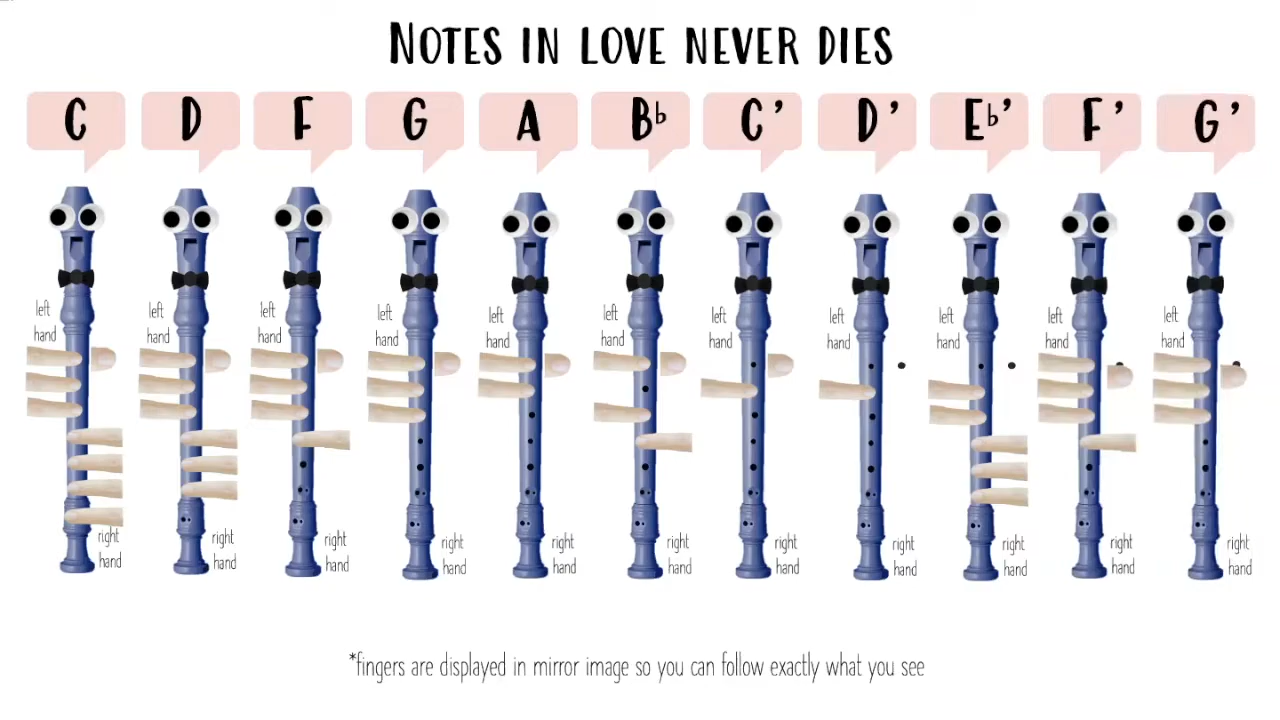 NOTES IN LOVE NEVER DIES
C D F G A B♭ C' D' E♭' F' G'
left hand left hand left hand left hand left hand left hand left hand left hand left hand left hand left hand
right hand right hand right hand right hand right hand right hand right hand right hand right hand right hand right hand
*fingers are displayed in mirror image so you can follow exactly what you see